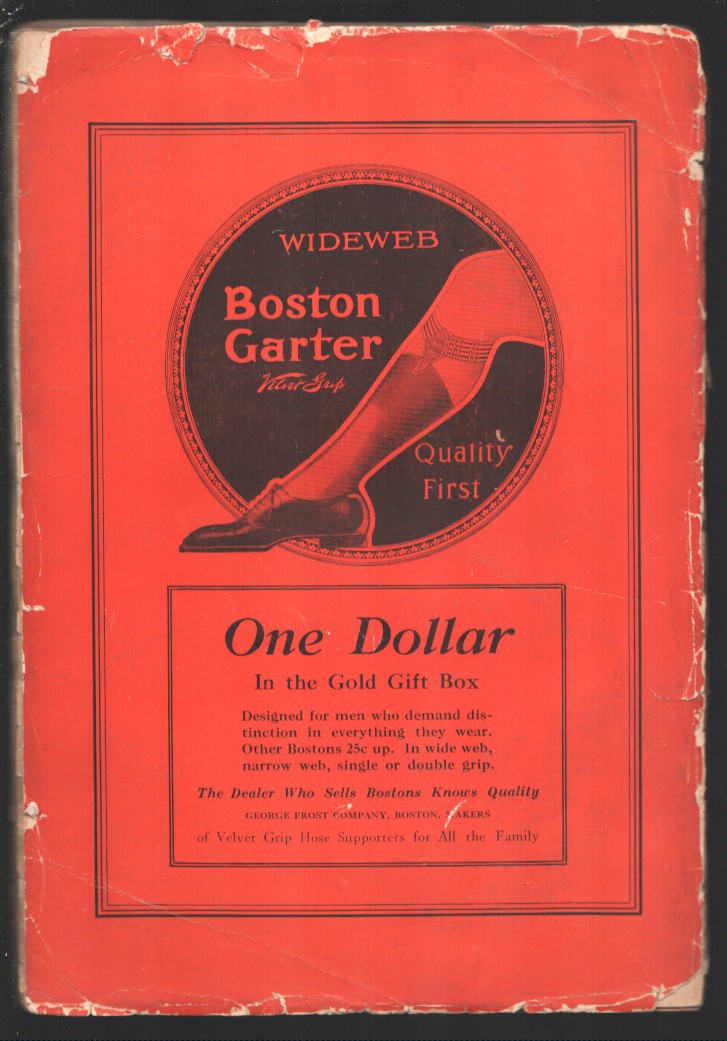 WIDEWEB
Boston
Garter
Velvet Grip
Quality
First
One Dollar
In the Gold Gift Box
Designed for men who demand dis-
tinction in everything they wear.
Other Bostons 25c up. In wide web,
narrow web, single or double grip.
The Dealer Who Sells Bostons Knows Quality
GEORGE FROST COMPANY, BOSTON, MAKERS
of Velvet Grip Hose Supporters for All the Family